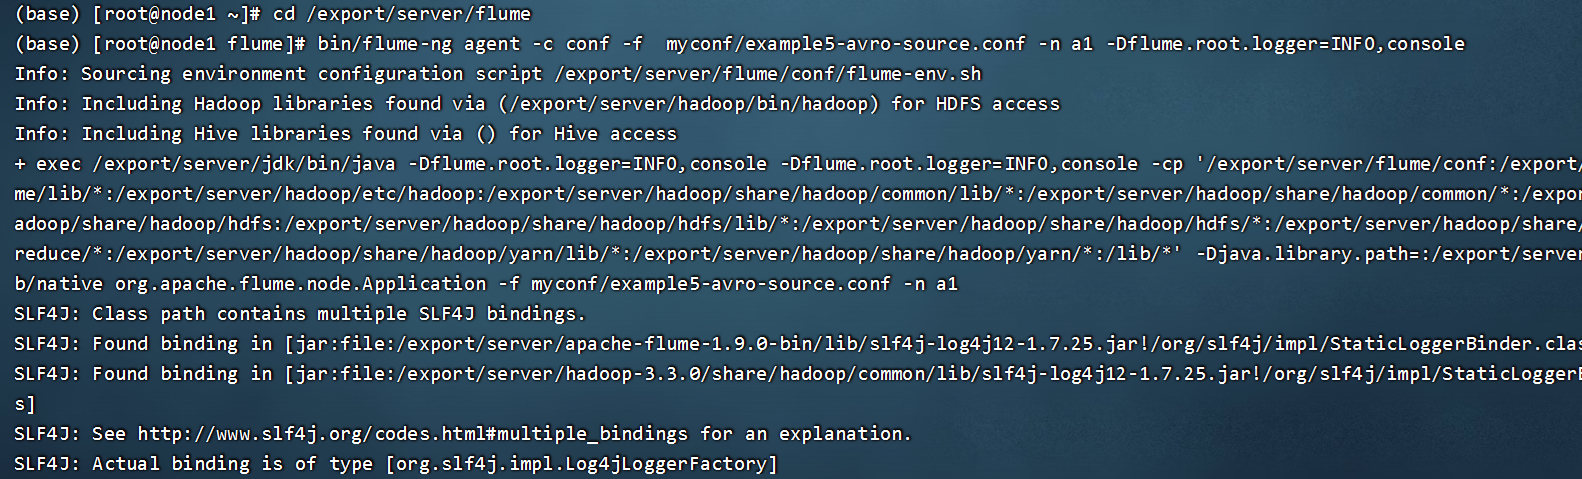 (base) [root@node1 ~]# cd /export/server/flume
(base) [root@node1 flume]# bin/flume-ng agent -c conf -f  myconf/example5-avro-source.conf -n a1 -Dflume.root.logger=INFO,console
Info: Sourcing environment configuration script /export/server/flume/conf/flume-env.sh
Info: Including Hadoop libraries found via (/export/server/hadoop/bin/hadoop) for HDFS access
Info: Including Hive libraries found via () for Hive access
+ exec /export/server/jdk/bin/java -Dflume.root.logger=INFO,console -Dflume.root.logger=INFO,console -cp '/export/server/flume/conf:/export/
me/lib/*:/export/server/hadoop/etc/hadoop:/export/server/hadoop/share/hadoop/common/lib/*:/export/server/hadoop/share/hadoop/common/*:/expor
adoop/share/hadoop/hdfs:/export/server/hadoop/share/hadoop/hdfs/lib/*:/export/server/hadoop/share/hadoop/hdfs/*:/export/server/hadoop/share/
reduce/*:/export/server/hadoop/share/hadoop/yarn/lib/*:/export/server/hadoop/share/hadoop/yarn/*:/lib/*' -Djava.library.path=:/export/server
b/native org.apache.flume.node.Application -f myconf/example5-avro-source.conf -n a1
SLF4J: Class path contains multiple SLF4J bindings.
SLF4J: Found binding in [jar:file:/export/server/apache-flume-1.9.0-bin/lib/slf4j-log4j12-1.7.25.jar!/org/slf4j/impl/StaticLoggerBinder.clas
SLF4J: Found binding in [jar:file:/export/server/hadoop-3.3.0/share/hadoop/common/lib/slf4j-log4j12-1.7.25.jar!/org/slf4j/impl/StaticLoggerB
s]
SLF4J: See http://www.slf4j.org/codes.html#multiple_bindings for an explanation.
SLF4J: Actual binding is of type [org.slf4j.impl.Log4jLoggerFactory]